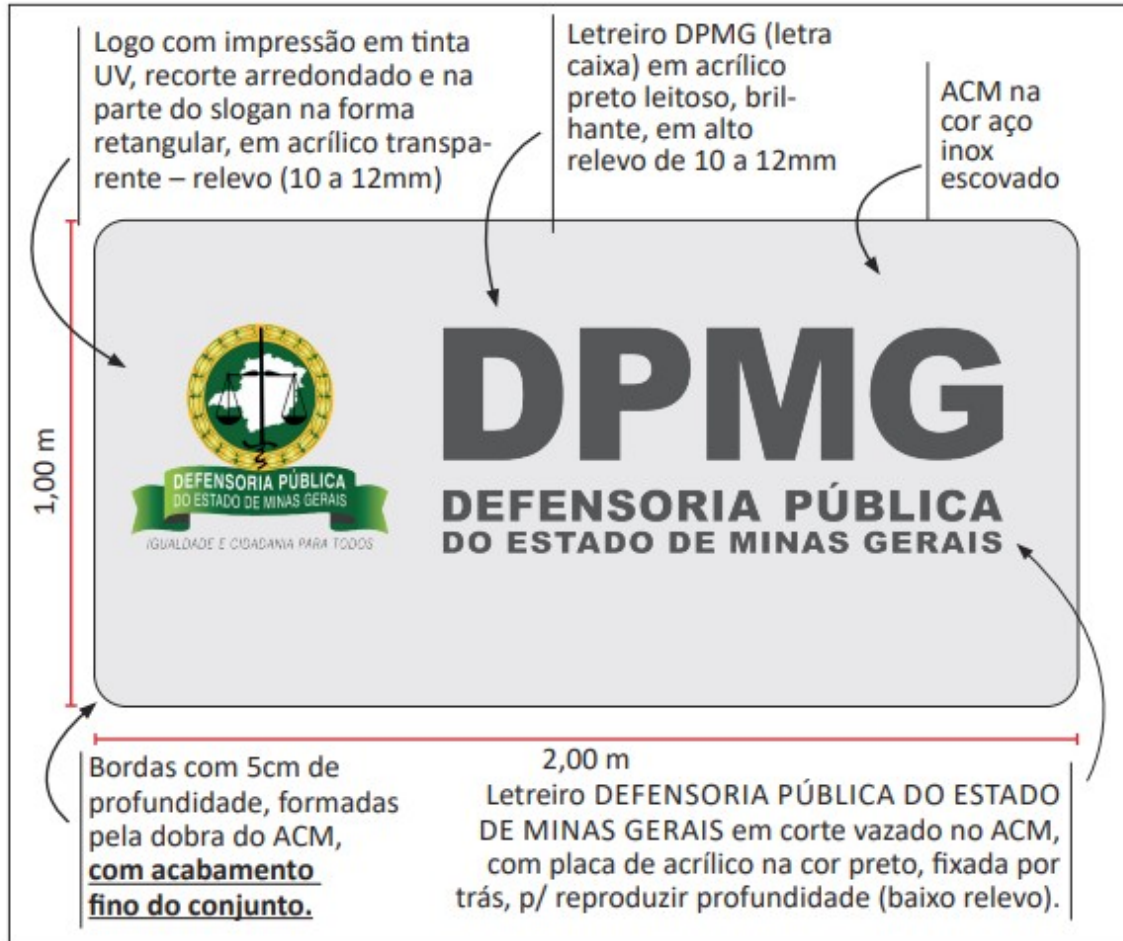 Logo com impressão em tinta
UV, recorte arredondado e na
parte do slogan na forma
retangular, em acrílico transpa-
rente – relevo (10 a 12mm)
Letreiro DPMG (letra
caixa) em acrílico
preto leitoso, bril-
hante, em alto
relevo de 10 a 12mm
ACM na
cor aço
inox
escovado
1,00 m
DEFENSORIA PÚBLICA
DO ESTADO DE MINAS GERAIS
IGUALDADE E CIDADANIA PARA TODOS
DPMG
DEFENSORIA PÚBLICA
DO ESTADO DE MINAS GERAIS
2,00 m
Bordas com 5cm de
profundidade, formadas
pela dobra do ACM,
com acabamento
fino do conjunto.
Letreiro DEFENSORIA PÚBLICA DO ESTADO
DE MINAS GERAIS em corte vazado no ACM,
com placa de acrílico na cor preto, fixada por
trás, p/ reproduzir profundidade (baixo relevo).